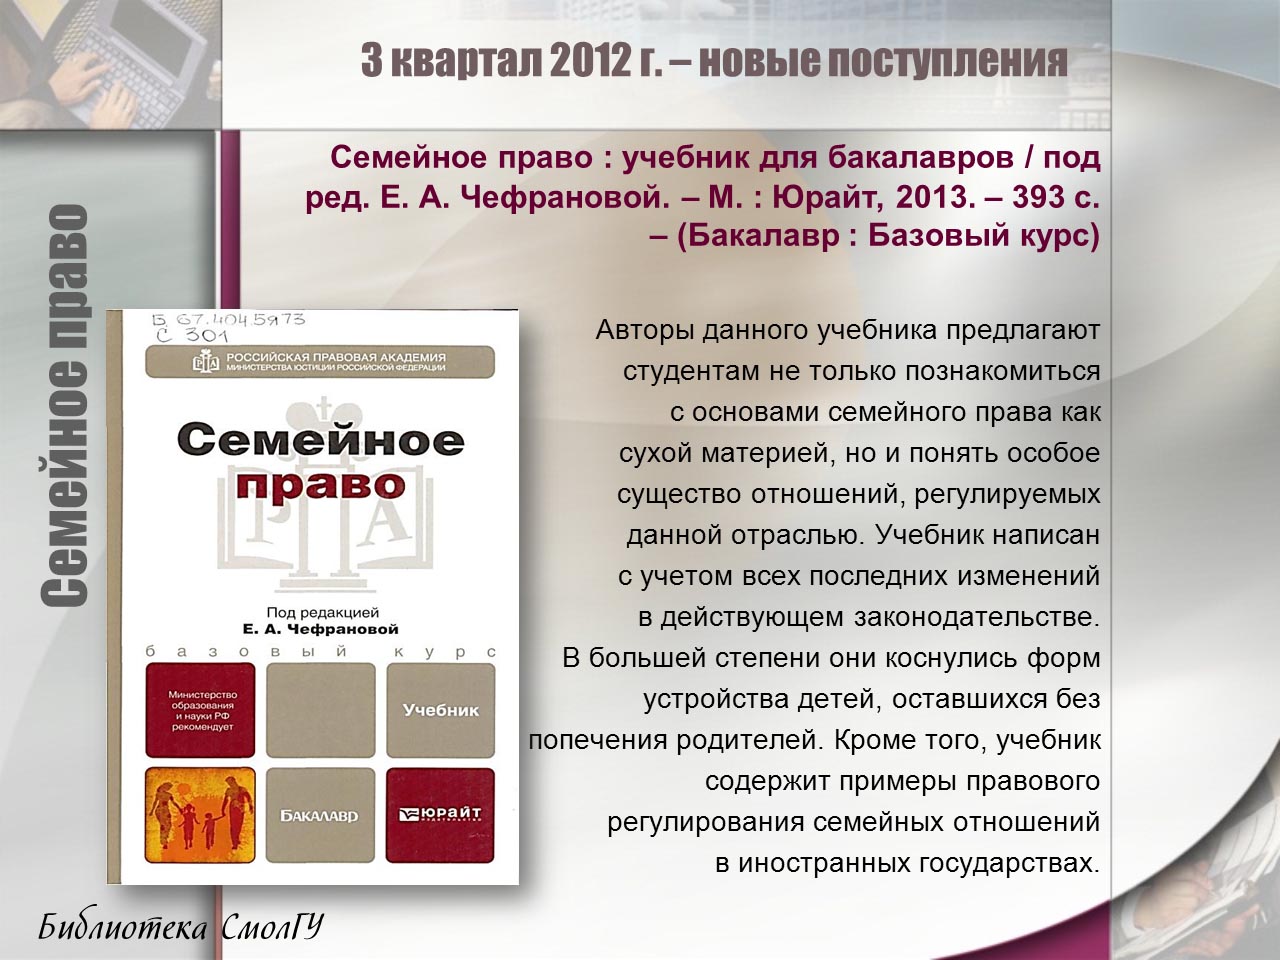 3 квартал 2012 г. – новые поступления
Семейное право : учебник для бакалавров / под
ред. Е. А. Чефрановой. – М. : Юрайт, 2013. – 393 с.
– (Бакалавр : Базовый курс)
Семейное право
Б 67.404.5973
С 301
РОССИЙСКАЯ ПРАВОВАЯ АКАДЕМИЯ
МИНИСТЕРСТВА ЮСТИЦИИ РОССИЙСКОЙ ФЕДЕРАЦИИ
Семейное
право
Под редакцией
Е. А. Чефрановой
базовый курс
Министерство
образования
и науки РФ
рекомендует
Учебник
Бакалавр
ЮРАЙТ
ИЗДАТЕЛЬСТВО
Авторы данного учебника предлагают
студентам не только познакомиться
с основами семейного права как
сухой материей, но и понять особое
существо отношений, регулируемых
данной отраслью. Учебник написан
с учетом всех последних изменений
в действующем законодательстве.
В большей степени они коснулись форм
устройства детей, оставшихся без
попечения родителей. Кроме того, учебник
содержит примеры правового
регулирования семейных отношений
в иностранных государствах.
Библиотека СмолГУ